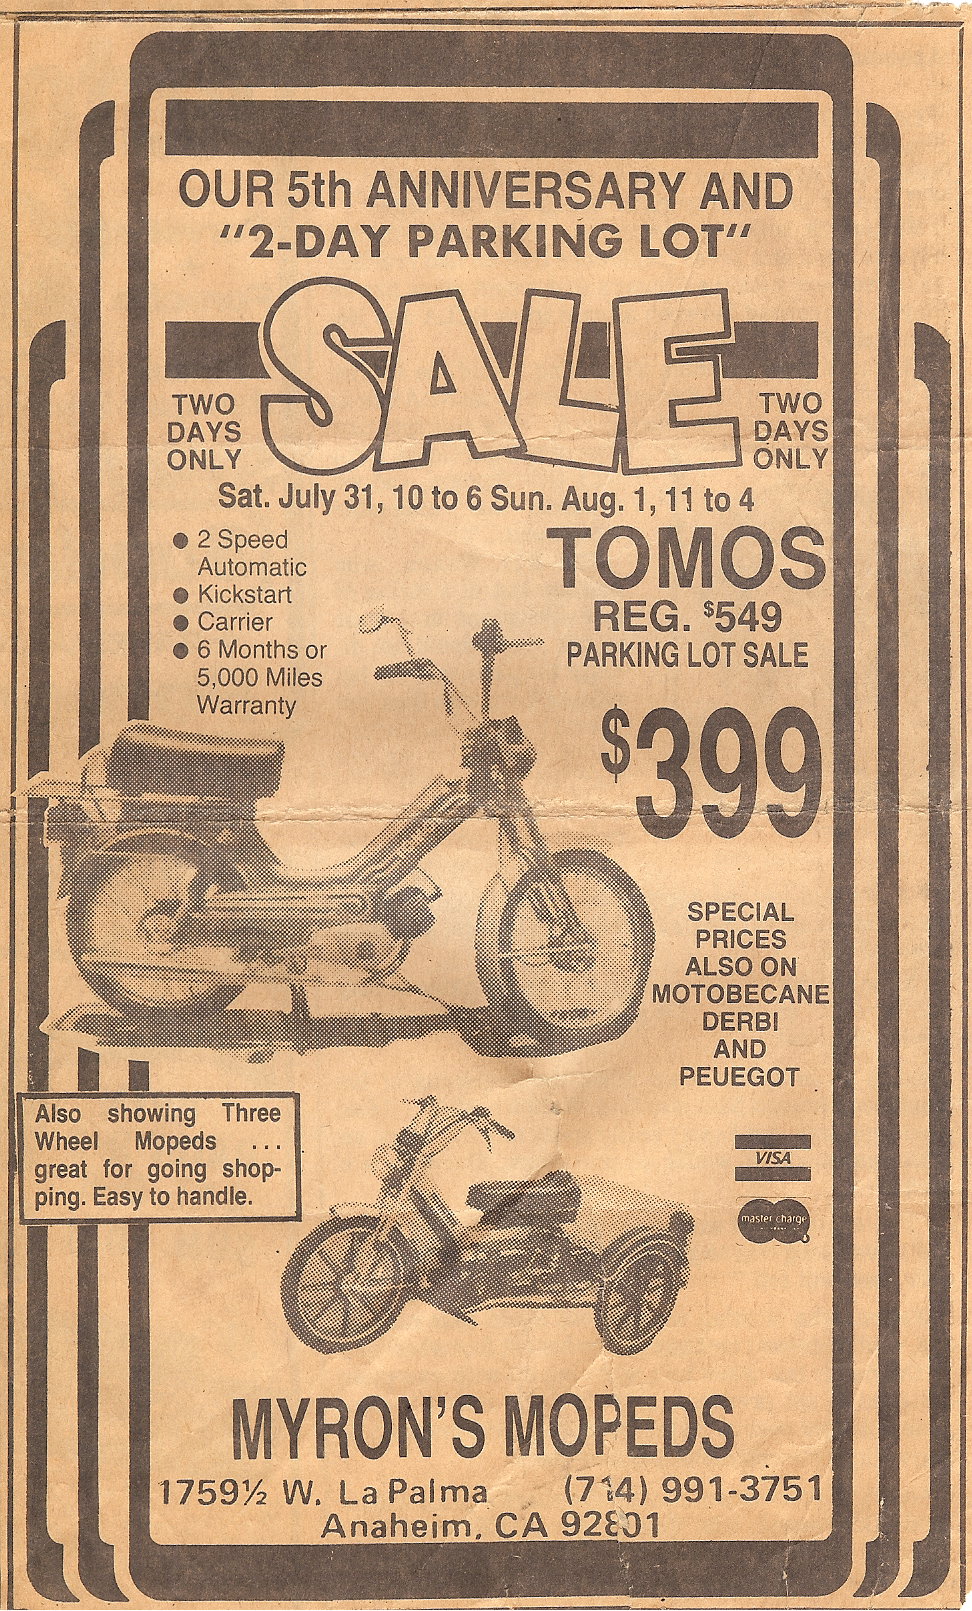 OUR 5th ANNIVERSARY AND
"2-DAY PARKING LOT"
SALE
TWO
DAYS
ONLY
TWO
DAYS
ONLY
Sat. July 31, 10 to 6 Sun. Aug. 1, 11 to 4
● 2 Speed
Automatic
● Kickstart
● Carrier
● 6 Months or
5,000 Miles
Warranty
TOMOS
REG. $549
PARKING LOT SALE
$399
SPECIAL
PRICES
ALSO ON
MOTOBECANE
DERBI
AND
PEUEGOT
Also showing Three
Wheel Mopeds ...
great for going shop-
ping. Easy to handle.
VISA
master charge
MYRON'S MOPEDS
1759½ W. La Palma (714) 991-3751
Anaheim, CA 92801